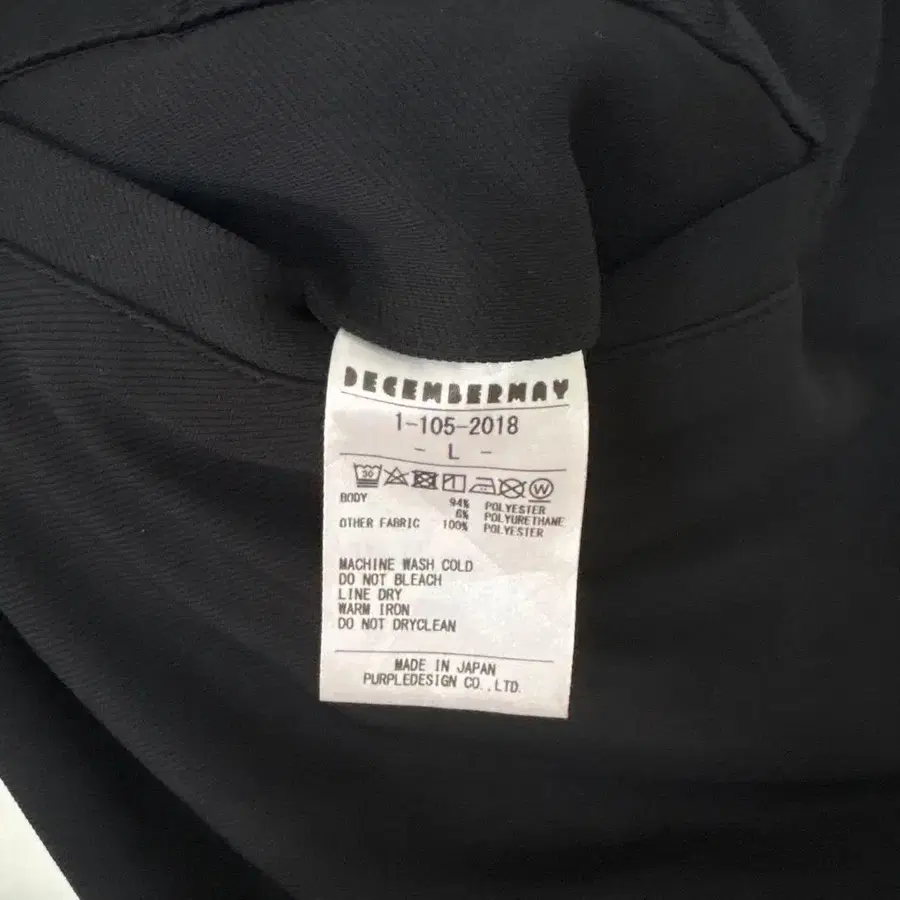 DECEMBERMAY
1-105-2018
- L -
30 W
BODY 94% POLYESTER
6% POLYURETHANE
OTHER FABRIC 100% POLYESTER
MACHINE WASH COLD
DO NOT BLEACH
LINE DRY
WARM IRON
DO NOT DRYCLEAN
MADE IN JAPAN
PURPLEDESIGN CO.,LTD.